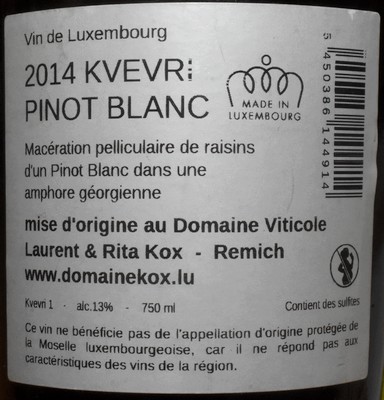 Vin de Luxembourg
2014 KVEVRI
PINOT BLANC
MADE IN
LUXEMBOURG
5 450386 144914
Macération pelliculaire de raisins
d'un Pinot Blanc dans une
amphore géorgienne
mise d'origine au Domaine Viticole
Laurent & Rita Kox - Remich
www.domainekox.lu
Kvevri 1 · alc.13% · 750 ml
Contient des sulfites
Ce vin ne bénéficie pas de l'appellation d'origine protégée de
la Moselle luxembourgeoise, car il ne répond pas aux
caractéristiques des vins de la région.